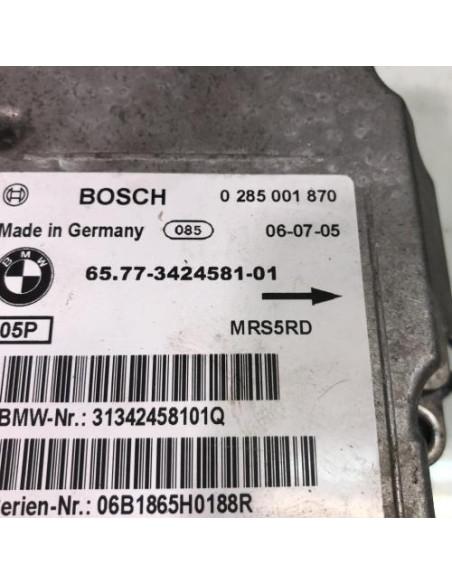 BOSCH 0 285 001 870
Made in Germany 085 06-07-05
BMW 65.77-3424581-01
05P MRS5RD
BMW-Nr.: 31342458101Q
erien-Nr.: 06B1865H0188R